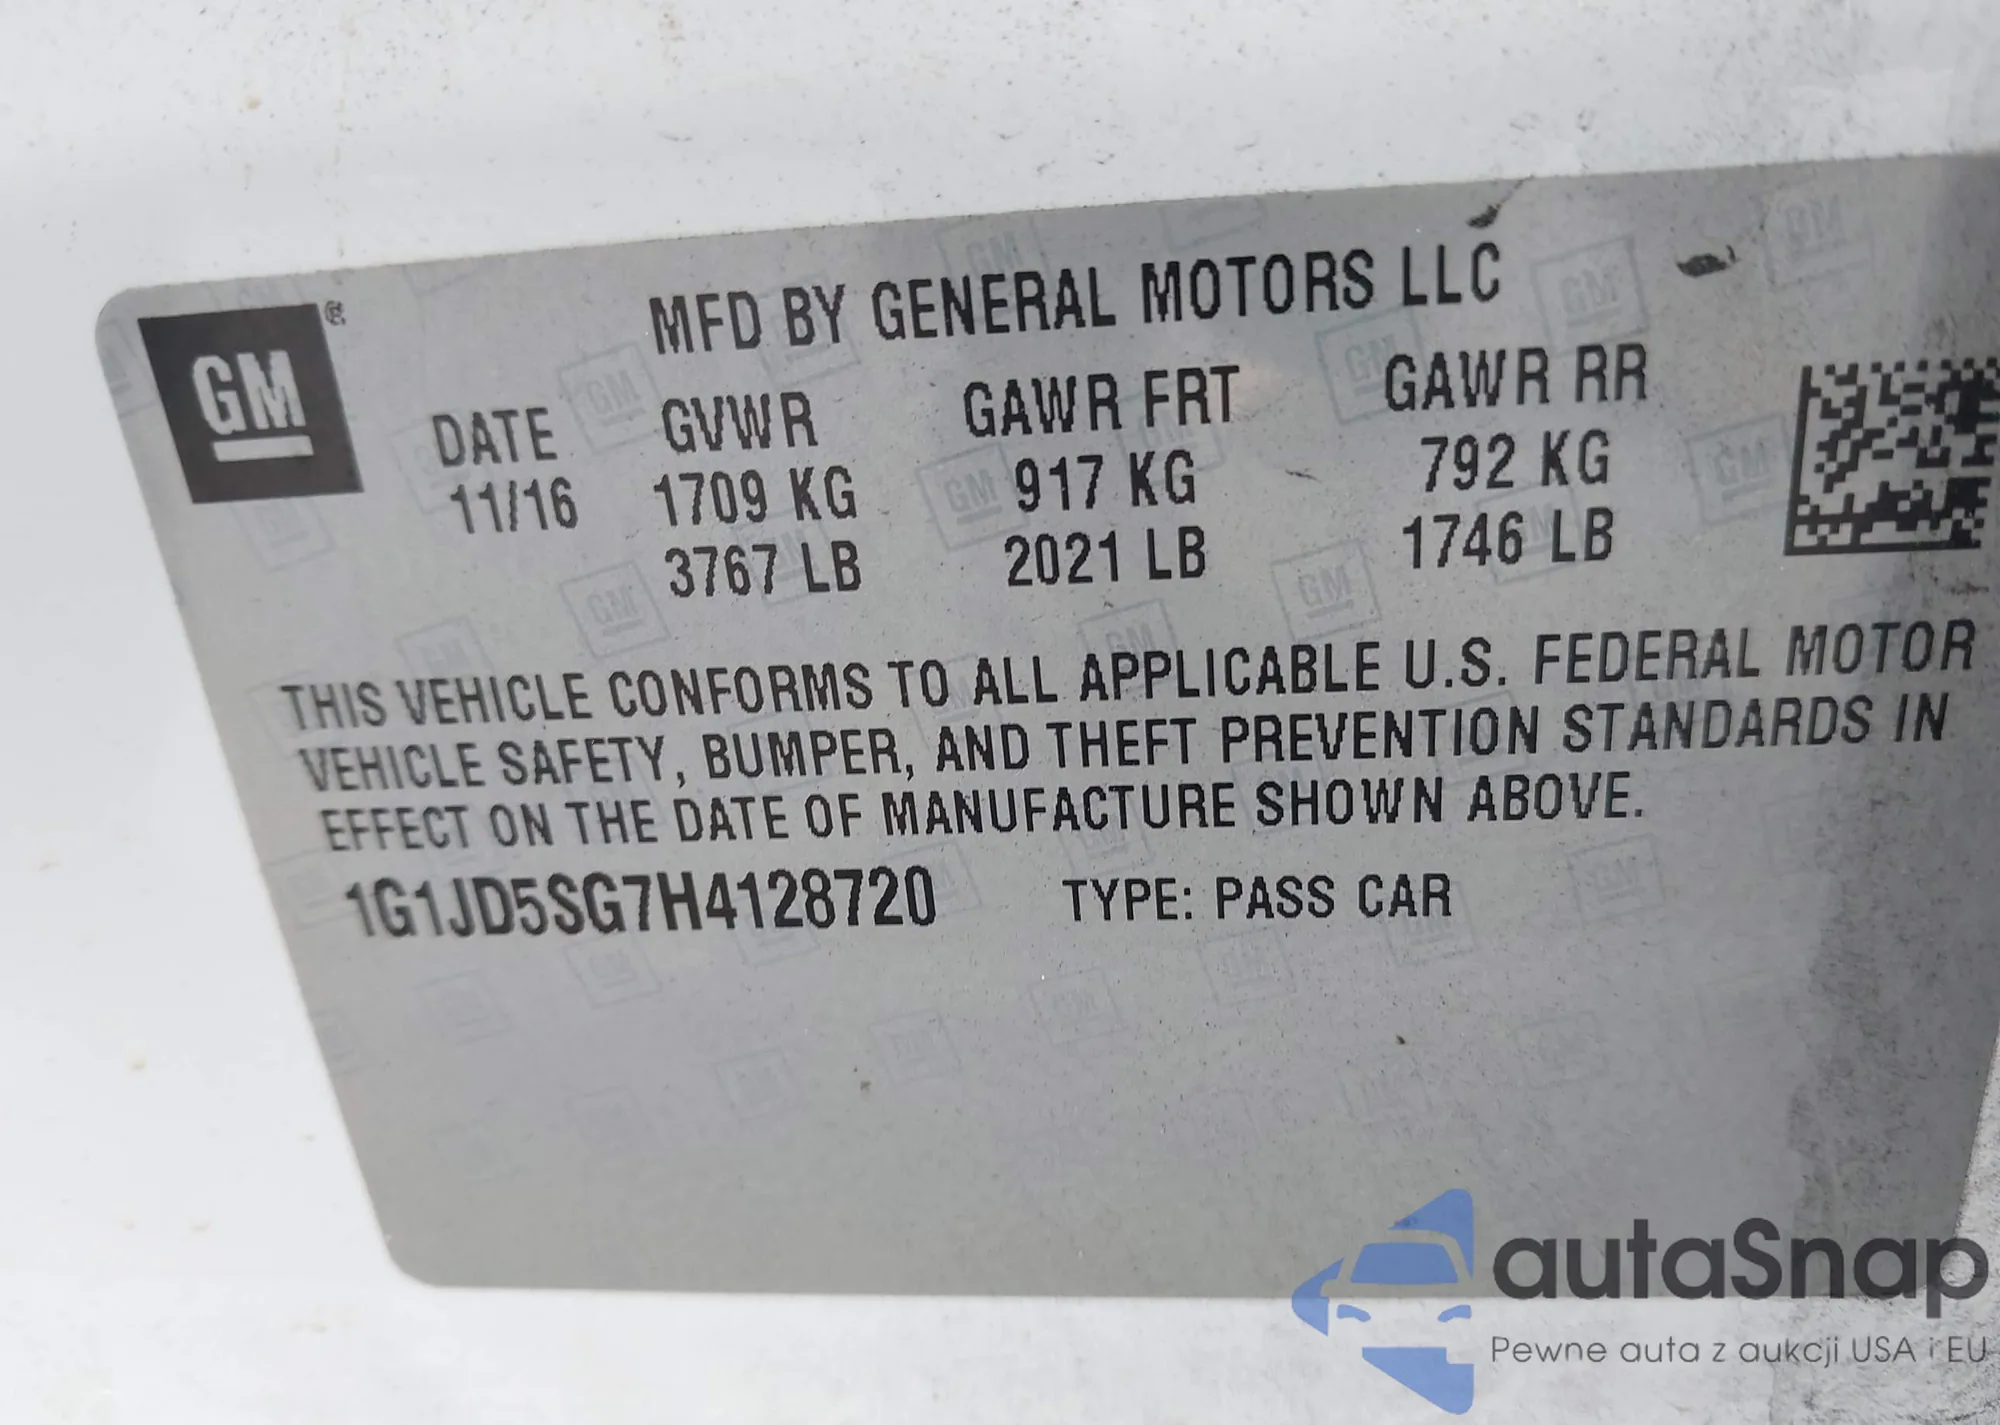 GM ®
MFD BY GENERAL MOTORS LLC
DATE GVWR GAWR FRT GAWR RR
11/16 1709 KG 917 KG 792 KG
3767 LB 2021 LB 1746 LB
THIS VEHICLE CONFORMS TO ALL APPLICABLE U.S. FEDERAL MOTOR
VEHICLE SAFETY, BUMPER, AND THEFT PREVENTION STANDARDS IN
EFFECT ON THE DATE OF MANUFACTURE SHOWN ABOVE.
1G1JD5SG7H4128720 TYPE: PASS CAR
autaSnap
Pewne auta z aukcji USA i EU